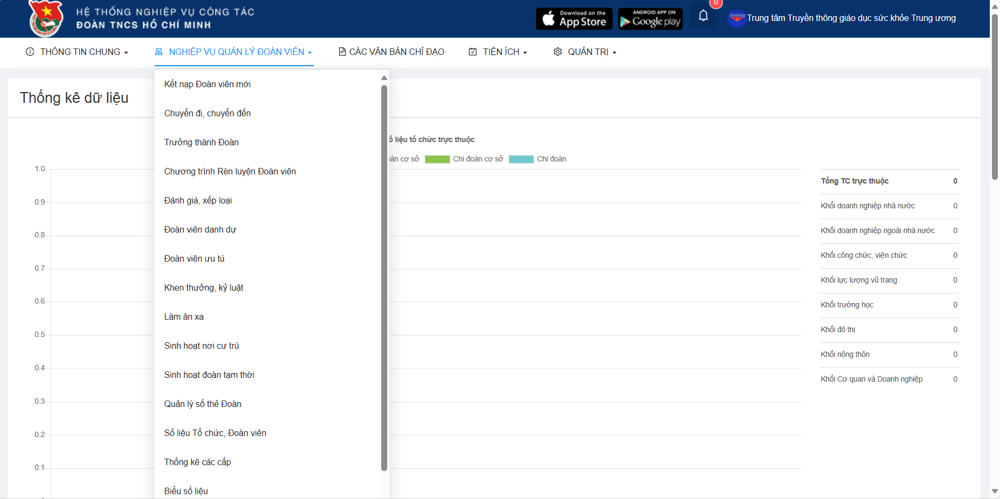 HỆ THỐNG NGHIỆP VỤ CÔNG TÁC
ĐOÀN TNCS HỒ CHÍ MINH
Download on the
App Store
ANDROID APP ON
Google play
0
Trung tâm Truyền thông giáo dục sức khỏe Trung ương
THÔNG TIN CHUNG
NGHIỆP VỤ QUẢN LÝ ĐOÀN VIÊN
CÁC VĂN BẢN CHỈ ĐẠO
TIỆN ÍCH
QUẢN TRỊ
Thống kê dữ liệu
Kết nạp Đoàn viên mới
Chuyển đi, chuyển đến
Trưởng thành Đoàn
Chương trình Rèn luyện Đoàn viên
Đánh giá, xếp loại
Đoàn viên danh dự
Đoàn viên ưu tú
Khen thưởng, kỷ luật
Làm ăn xa
Sinh hoạt nơi cư trú
Sinh hoạt đoàn tạm thời
Quản lý số thẻ Đoàn
Số liệu Tổ chức, Đoàn viên
Thống kê các cấp
Biểu số liệu
liệu tổ chức trực thuộc
cơ sở
Chi đoàn cơ sở
Chi đoàn
1.0
0.9
0.8
0.7
0.6
0.5
0.4
0.3
0.2
0.1
Tổng TC trực thuộc 0
Khối doanh nghiệp nhà nước 0
Khối doanh nghiệp ngoài nhà nước 0
Khối công chức, viên chức 0
Khối lực lượng vũ trang 0
Khối trường học 0
Khối đô thị 0
Khối nông thôn 0
Khối Cơ quan và Doanh nghiệp 0